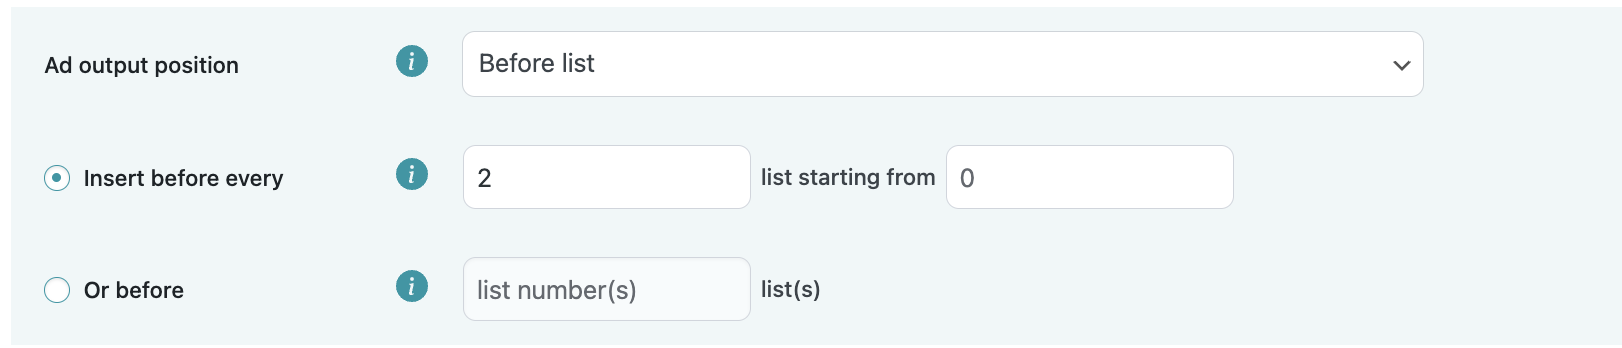 Ad output position i Before list
Insert before every i 2 list starting from 0
Or before i list number(s) list(s)